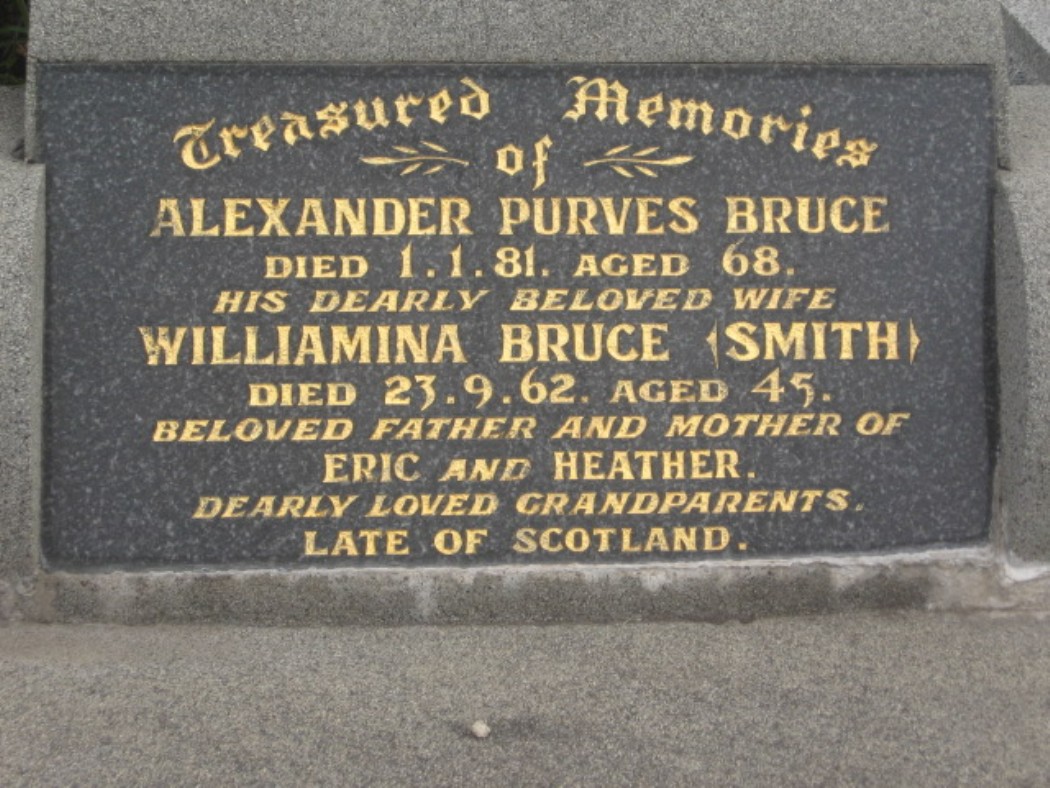 Treasured Memories
of
ALEXANDER PURVES BRUCE
DIED 1.1.81. AGED 68.
HIS DEARLY BELOVED WIFE
WILLIAMINA BRUCE (SMITH)
DIED 23.9.62. AGED 45.
BELOVED FATHER AND MOTHER OF
ERIC AND HEATHER.
DEARLY LOVED GRANDPARENTS.
LATE OF SCOTLAND.